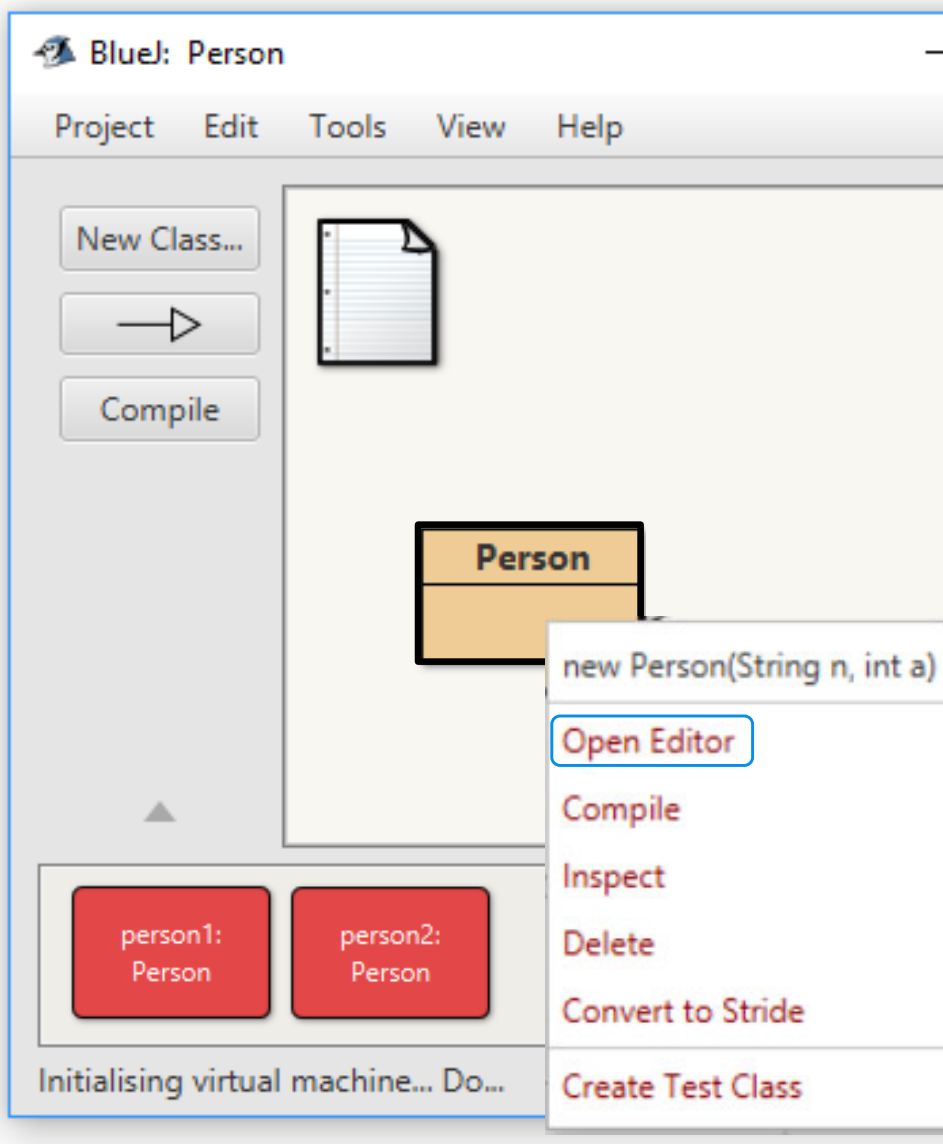 BlueJ: Person
Project Edit Tools View Help
New Class...
Compile
Person
new Person(String n, int a)
Open Editor
Compile
Inspect
Delete
Convert to Stride
Create Test Class
person1:
Person
person2:
Person
Initialising virtual machine... Do...